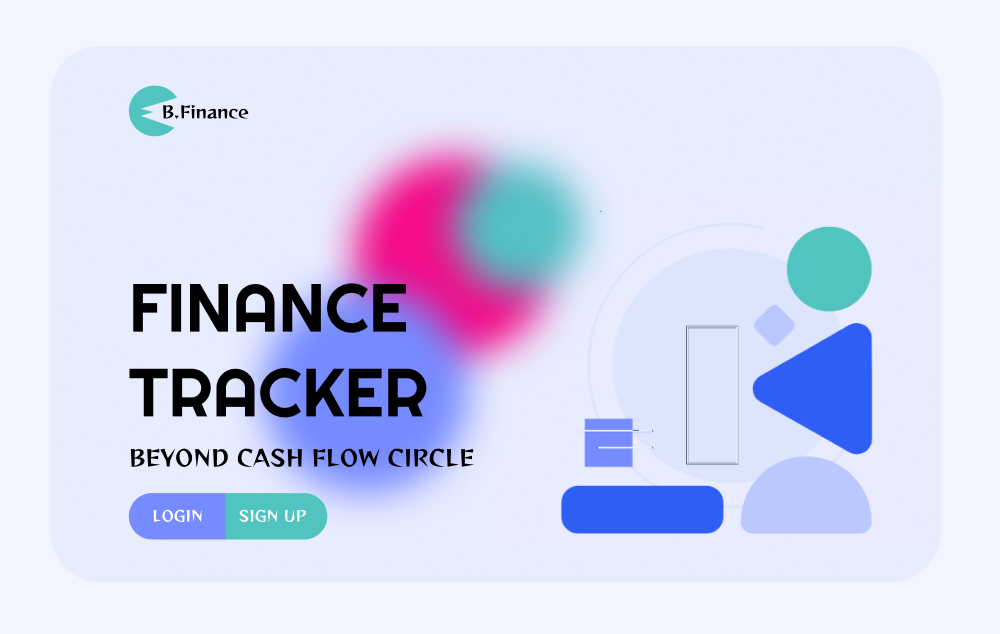 B.Finance
FINANCE
TRACKER
BEYOND CASH FLOW CIRCLE
LOGIN
SIGN UP